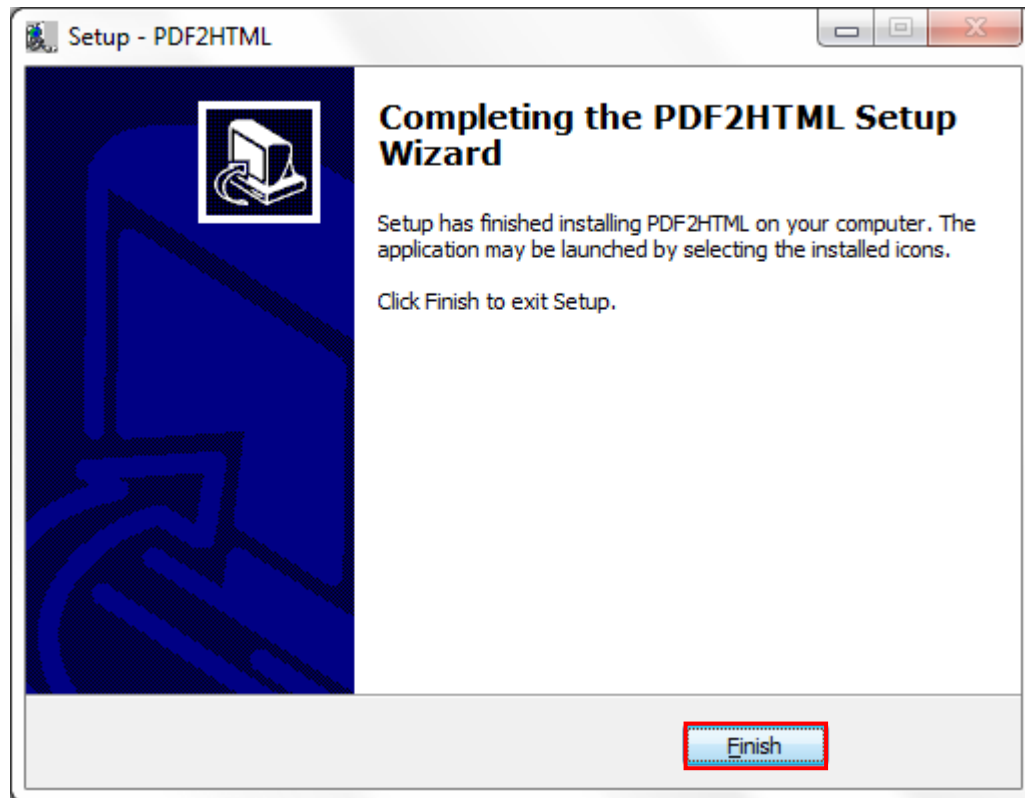 Setup - PDF2HTML
Completing the PDF2HTML Setup
Wizard
Setup has finished installing PDF2HTML on your computer. The
application may be launched by selecting the installed icons.
Click Finish to exit Setup.
Finish